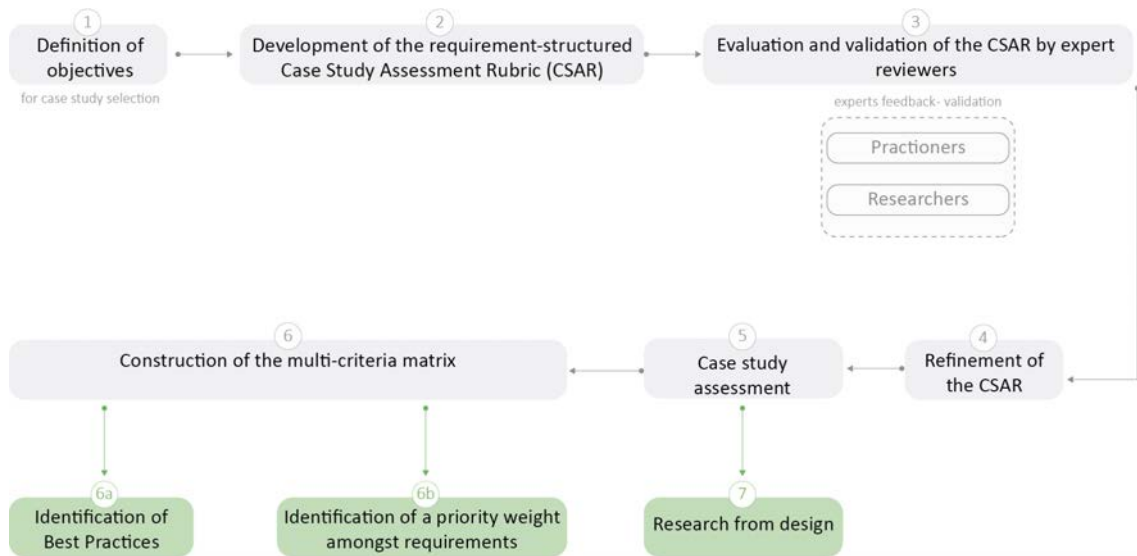 1
Definition of
objectives
for case study selection
2
Development of the requirement-structured
Case Study Assessment Rubric (CSAR)
3
Evaluation and validation of the CSAR by expert
reviewers
experts feedback- validation
Practioners
Researchers
4
Refinement of
the CSAR
5
Case study
assessment
6
Construction of the multi-criteria matrix
6a
Identification of
Best Practices
6b
Identification of a priority weight
amongst requirements
7
Research from design